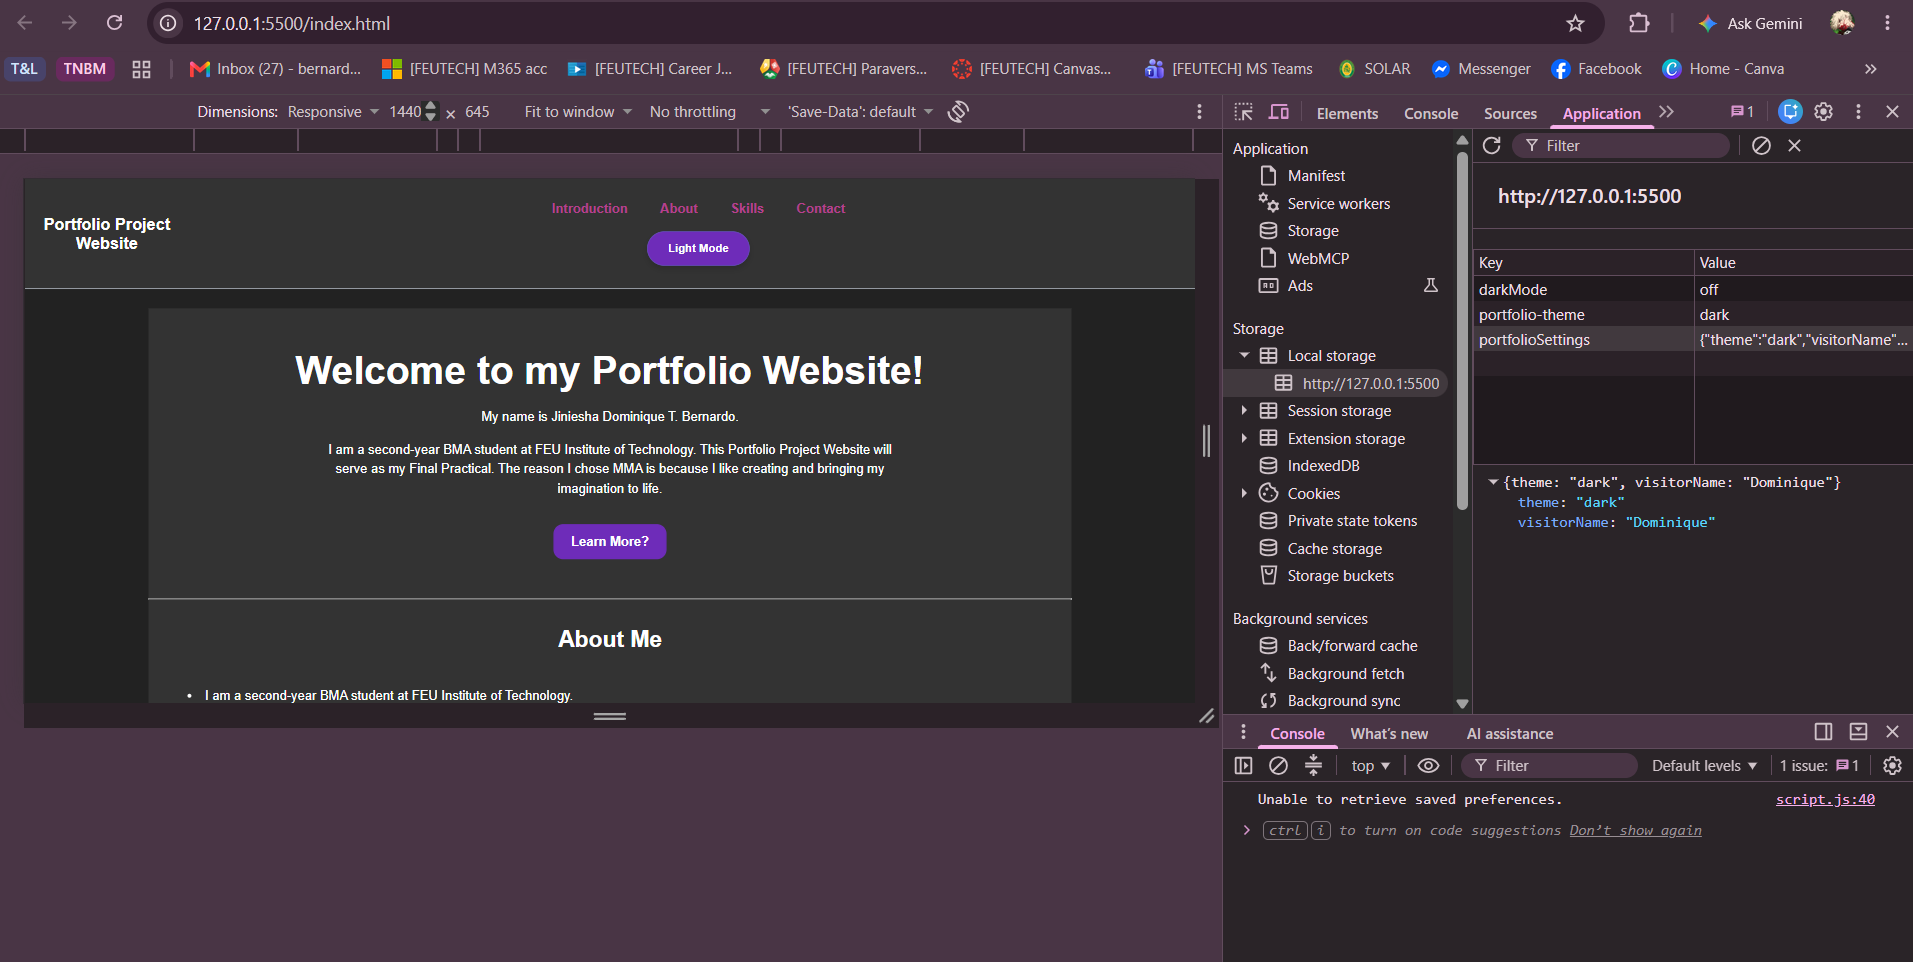 127.0.0.1:5500/index.html
Ask Gemini
T&L
TNBM
Inbox (27) - bernard...
[FEUTECH] M365 acc
[FEUTECH] Career J...
[FEUTECH] Paravers...
[FEUTECH] Canvas...
[FEUTECH] MS Teams
SOLAR
Messenger
Facebook
Home - Canva
»
Dimensions: Responsive
1440 × 645
Fit to window
No throttling
'Save-Data': default
Elements
Console
Sources
Application
1
Portfolio Project
Website
Introduction
About
Skills
Contact
Light Mode
Welcome to my Portfolio Website!
My name is Jiniesha Dominique T. Bernardo.
I am a second-year BMA student at FEU Institute of Technology. This Portfolio Project Website will
serve as my Final Practical. The reason I chose MMA is because I like creating and bringing my
imagination to life.
Learn More?
About Me
• I am a second-year BMA student at FEU Institute of Technology.
Application
Manifest
Service workers
Storage
WebMCP
Ads
Storage
Local storage
http://127.0.0.1:5500
Session storage
Extension storage
IndexedDB
Cookies
Private state tokens
Cache storage
Storage buckets
Background services
Back/forward cache
Background fetch
Background sync
Filter
http://127.0.0.1:5500
Key Value
darkMode off
portfolio-theme dark
portfolioSettings {"theme":"dark","visitorName"...
{theme: "dark", visitorName: "Dominique"}
theme: "dark"
visitorName: "Dominique"
Console
What's new
AI assistance
top
Filter
Default levels
1 issue: 1
Unable to retrieve saved preferences. script.js:40
ctrl i to turn on code suggestions Don't show again